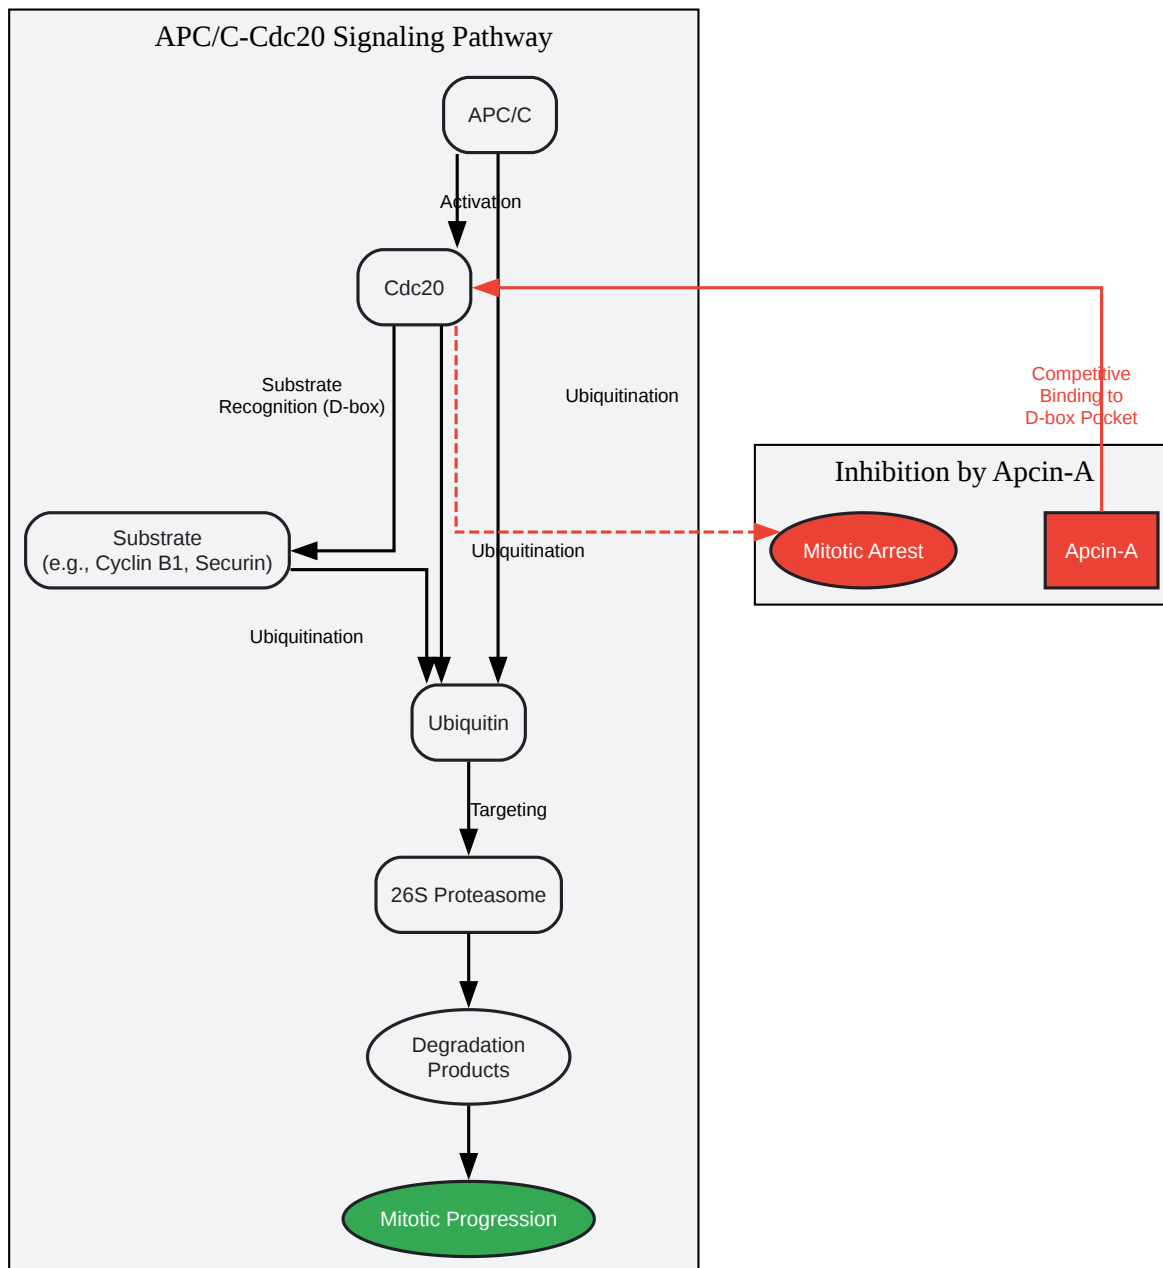 APC/C-Cdc20 Signaling Pathway
APC/C
Activation
Cdc20
Substrate
Recognition (D-box)
Ubiquitination
Competitive
Binding to
D-box Pocket
Inhibition by Apcin-A
Substrate
(e.g., Cyclin B1, Securin)
Ubiquitination
Mitotic Arrest
Apcin-A
Ubiquitination
Ubiquitin
Targeting
26S Proteasome
Degradation
Products
Mitotic Progression